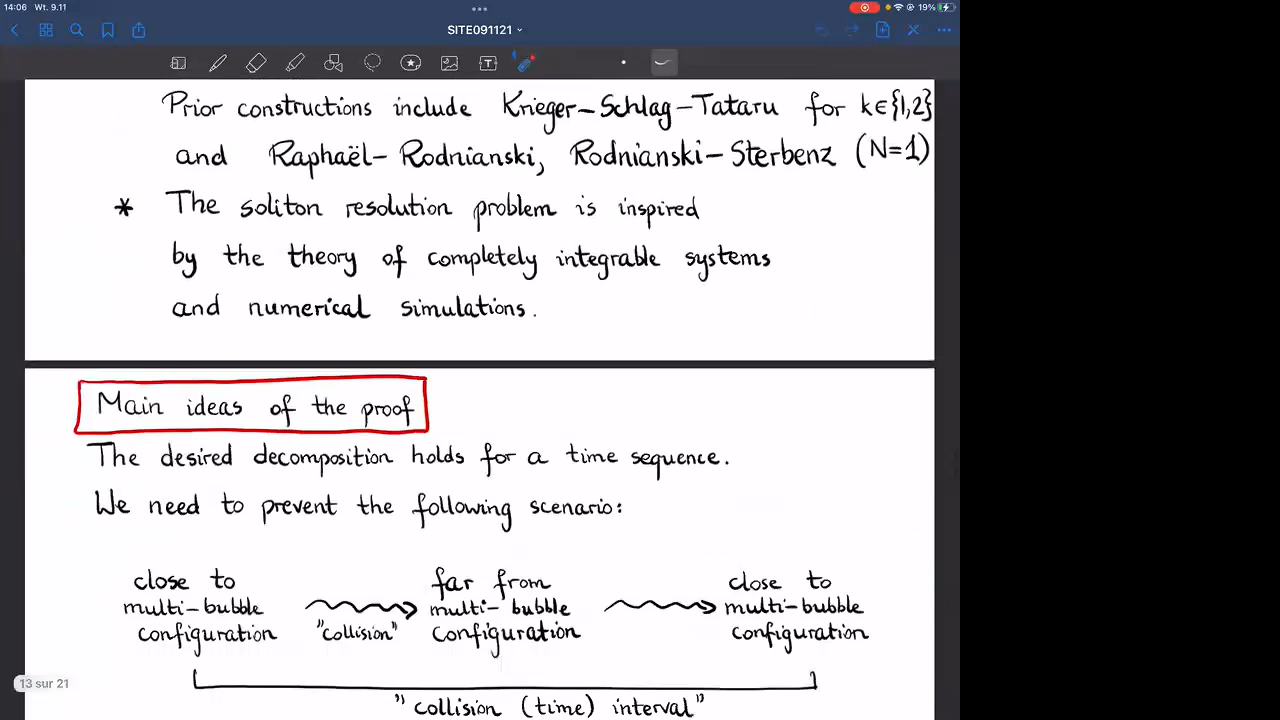 14:06 Wt. 9.11
19%
SITE091121
Prior constructions include Krieger-Schlag-Tataru for k∈{1,2}
and Raphaël-Rodnianski, Rodnianski-Sterbenz (N=1)
* The soliton resolution problem is inspired
by the theory of completely integrable systems
and numerical simulations.
Main ideas of the proof
The desired decomposition holds for a time sequence.
We need to prevent the following scenario:
close to multi-bubble configuration
"collision"
far from multi-bubble configuration
close to multi-bubble configuration
13 sur 21
"collision (time) interval"